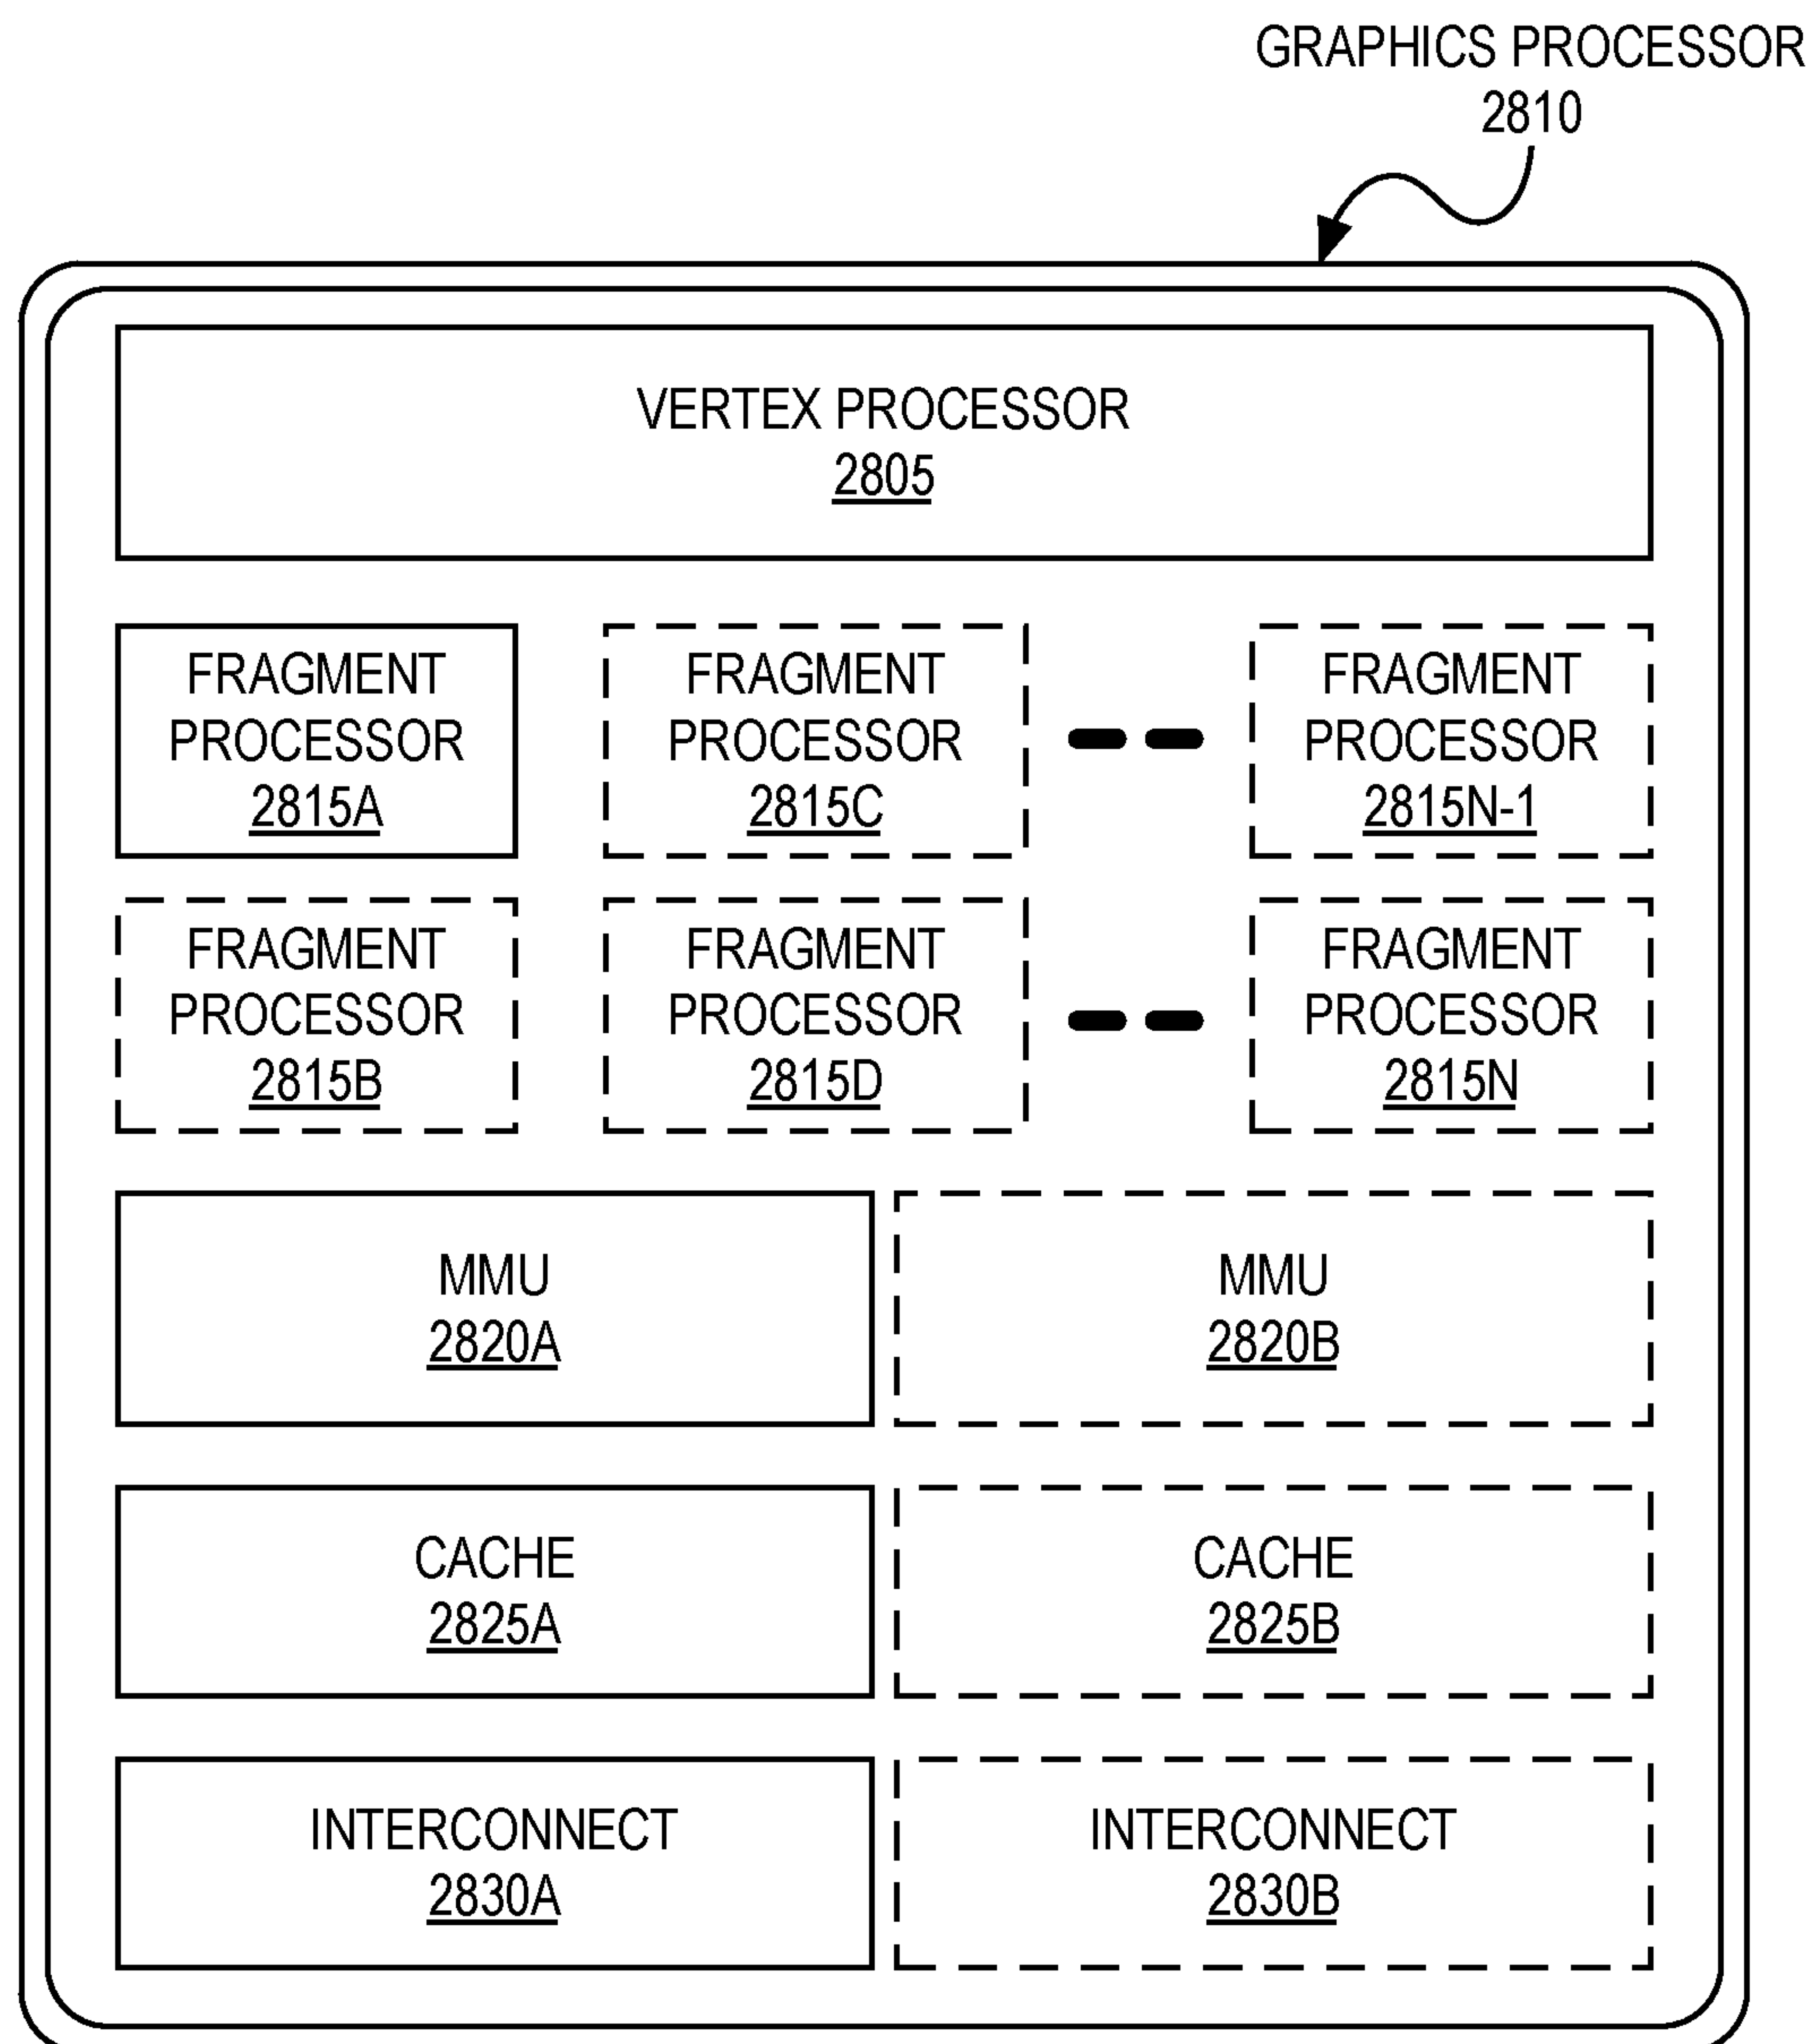 GRAPHICS PROCESSOR
2810
VERTEX PROCESSOR
2805
FRAGMENT
PROCESSOR
2815A
FRAGMENT
PROCESSOR
2815C
FRAGMENT
PROCESSOR
2815N-1
FRAGMENT
PROCESSOR
2815B
FRAGMENT
PROCESSOR
2815D
FRAGMENT
PROCESSOR
2815N
MMU
2820A
MMU
2820B
CACHE
2825A
CACHE
2825B
INTERCONNECT
2830A
INTERCONNECT
2830B